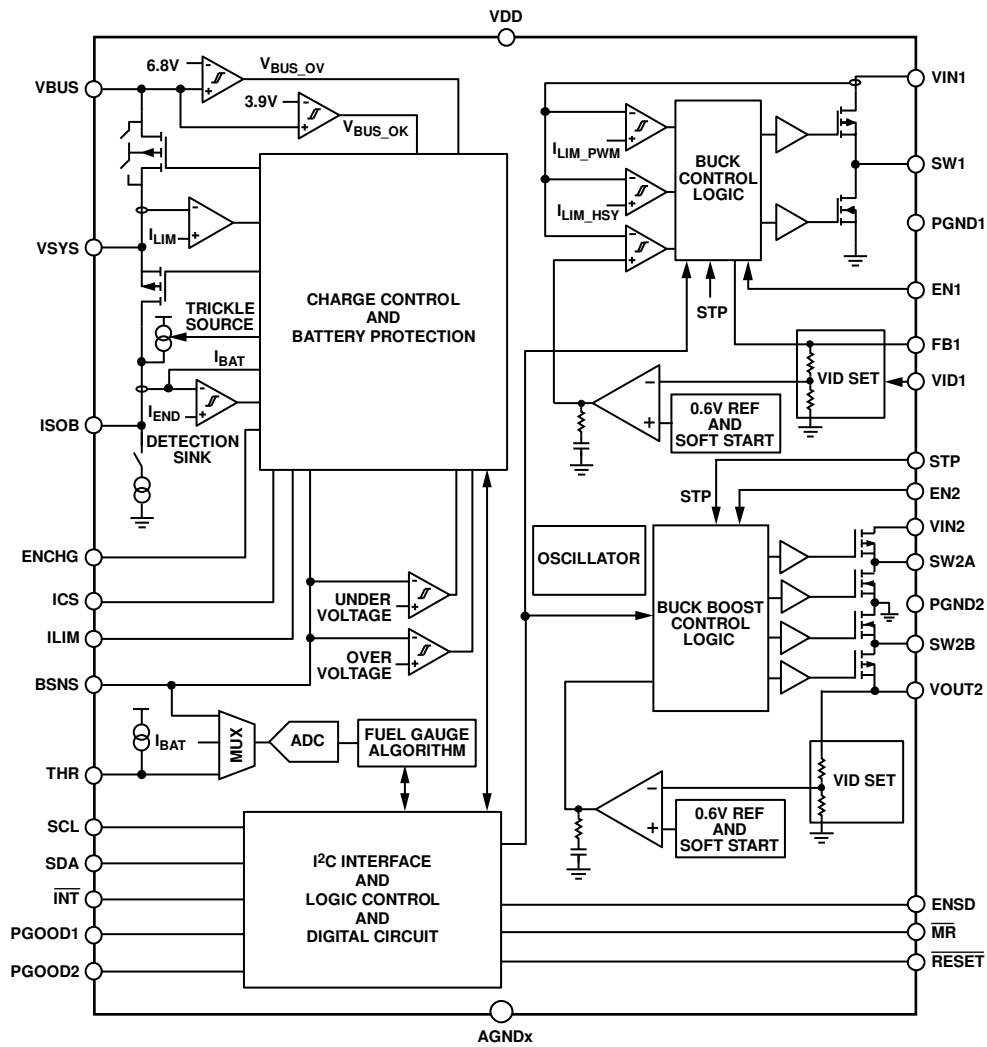 VDD
VBUS
6.8V
VBUS_OV
3.9V
VBUS_OK
ILIM
VSYS
TRICKLE
SOURCE
IBAT
IEND
ISOB
DETECTION
SINK
CHARGE CONTROL
AND
BATTERY PROTECTION
ENCHG
ICS
ILIM
BSNS
UNDER
VOLTAGE
OVER
VOLTAGE
IBAT
MUX
ADC
FUEL GAUGE
ALGORITHM
THR
SCL
SDA
INT
PGOOD1
PGOOD2
I2C INTERFACE
AND
LOGIC CONTROL
AND
DIGITAL CIRCUIT
AGNDx
ILIM_PWM
ILIM_HSY
BUCK
CONTROL
LOGIC
STP
VIN1
SW1
PGND1
EN1
FB1
VID SET
VID1
0.6V REF
AND
SOFT START
STP
STP
EN2
OSCILLATOR
BUCK BOOST
CONTROL
LOGIC
VIN2
SW2A
PGND2
SW2B
VOUT2
VID SET
0.6V REF
AND
SOFT START
ENSD
MR
RESET